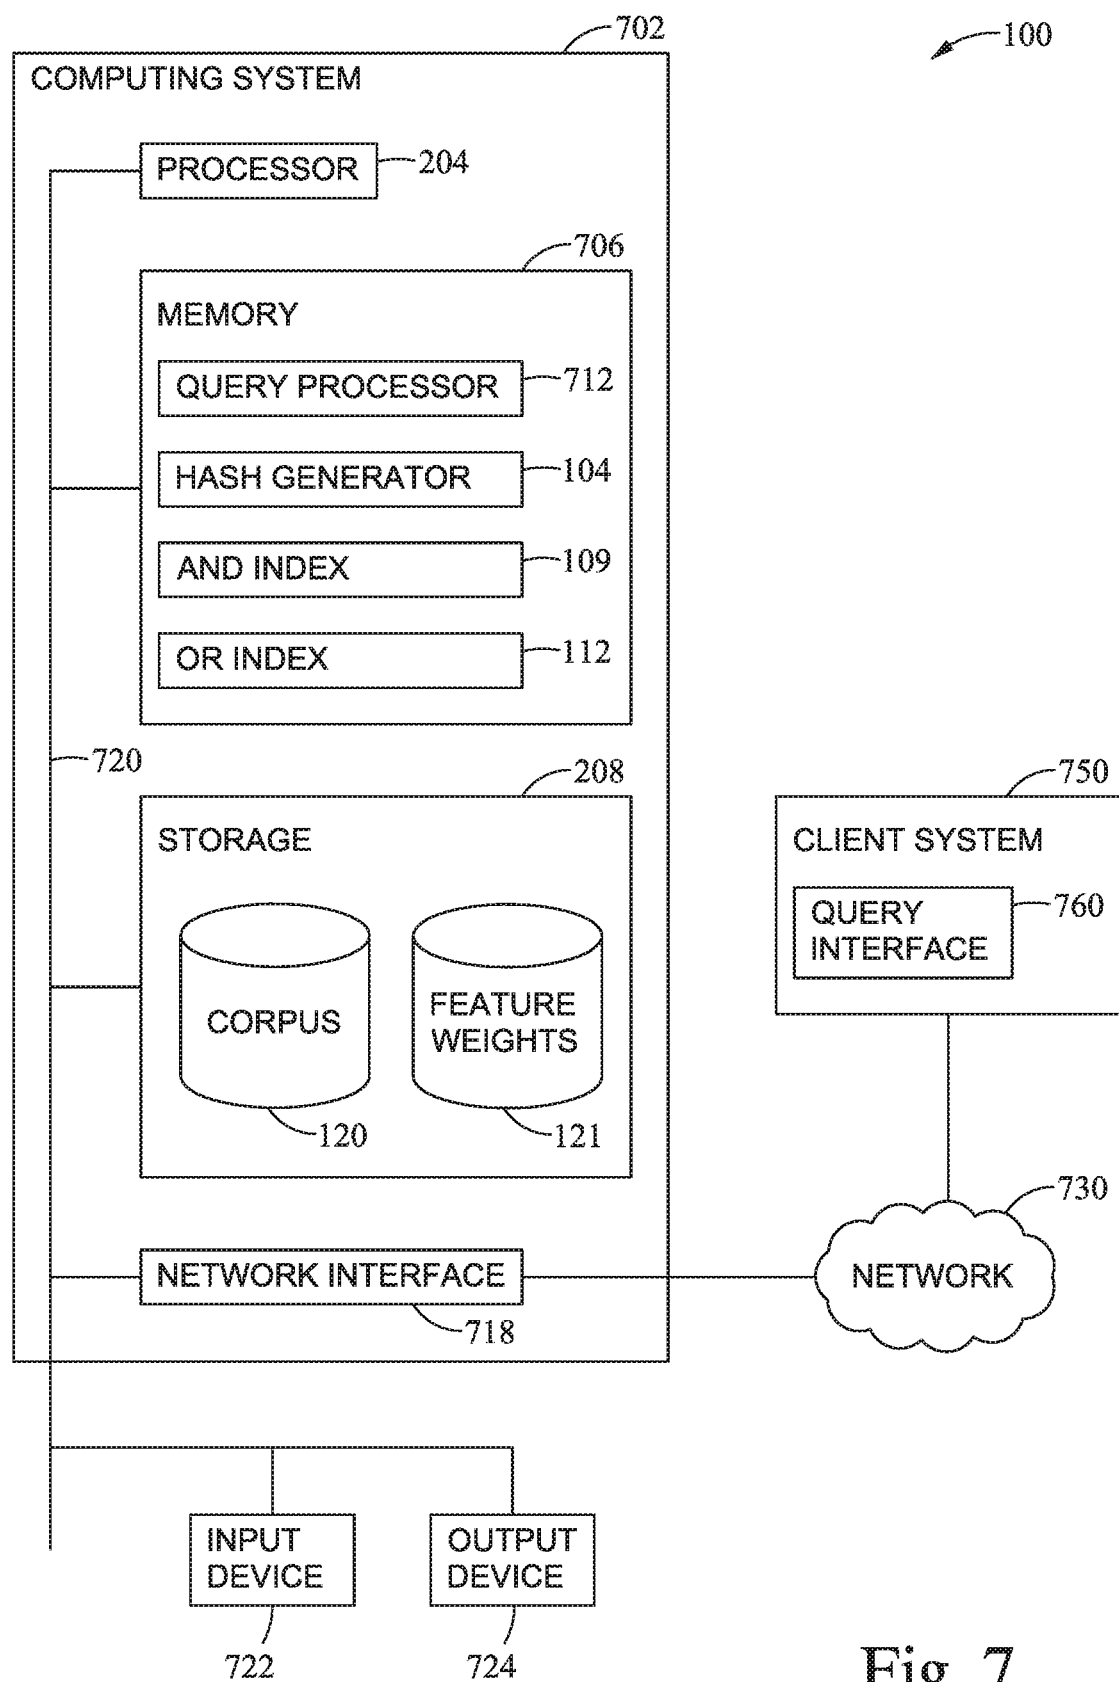 702
100
COMPUTING SYSTEM
PROCESSOR
204
706
MEMORY
QUERY PROCESSOR
712
HASH GENERATOR
104
AND INDEX
109
OR INDEX
112
720
208
STORAGE
CORPUS
FEATURE
WEIGHTS
120
121
750
CLIENT SYSTEM
QUERY
INTERFACE
760
730
NETWORK
NETWORK INTERFACE
718
INPUT
DEVICE
OUTPUT
DEVICE
722
724
Fig. 7